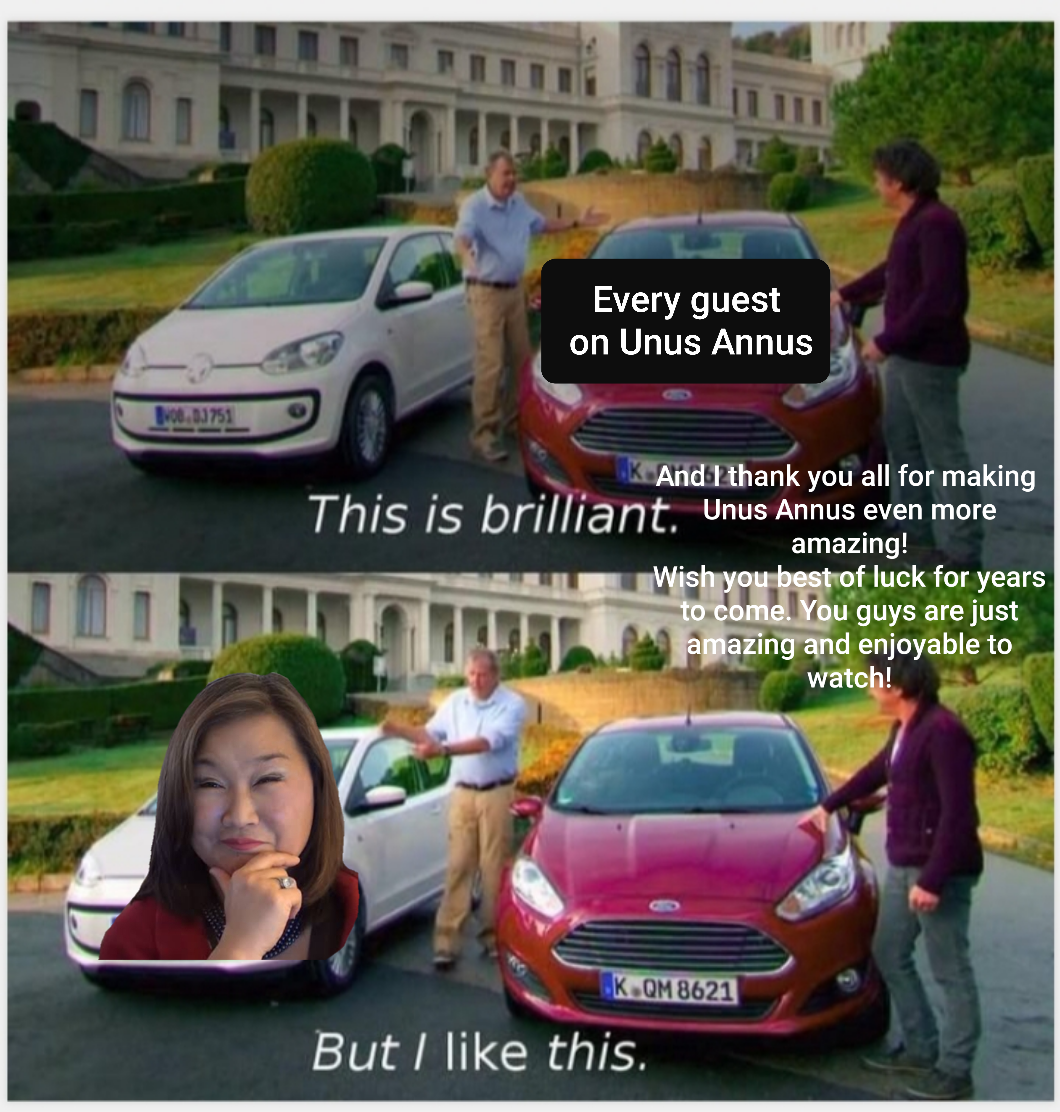 Every guest
on Unus Annus
WOB DJ751
And I thank you all for making
Unus Annus even more
amazing!
This is brilliant.
Wish you best of luck for years
to come. You guys are just
amazing and enjoyable to
watch!
K QM 8621
But I like this.